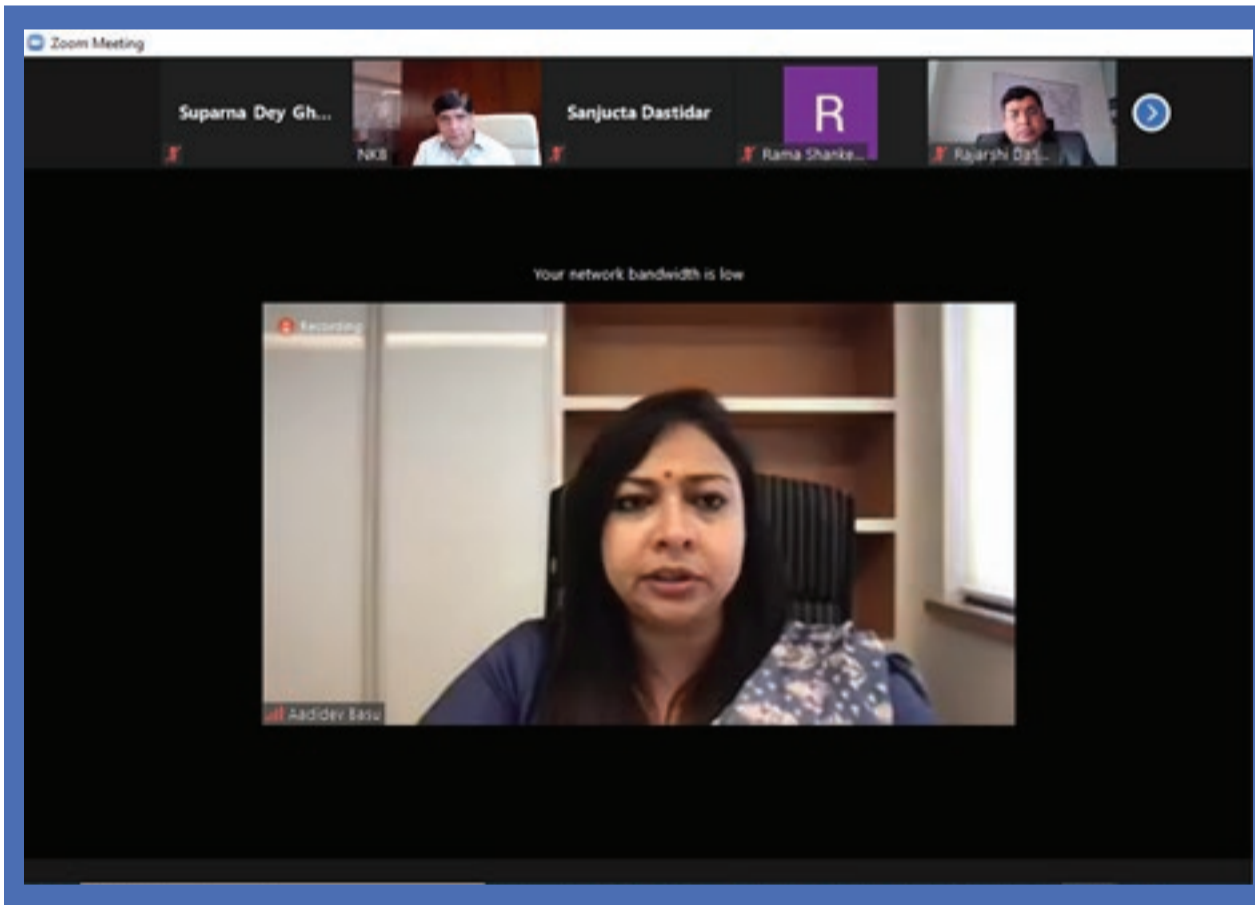 Zoom Meeting
Suparna Dey Gh...
NKB
Sanjucta Dastidar
R
Rama Shanke...
Rajarshi Das...
Your network bandwidth is low
Recording
Aadidev Basu